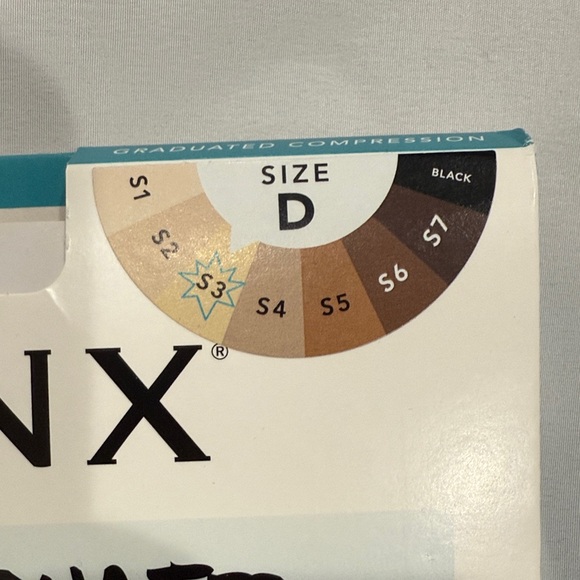 GRADUATED COMPRESSION
SIZE
D
S1
S2
S3
S4
S5
S6
S7
BLACK
NX®